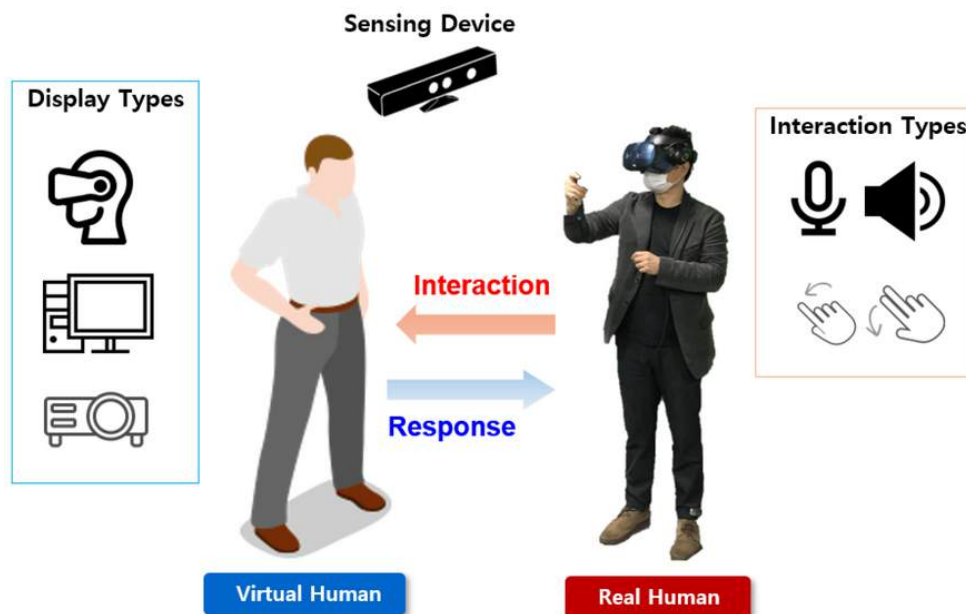 Sensing Device
Display Types
Interaction Types
Interaction
Response
Virtual Human
Real Human